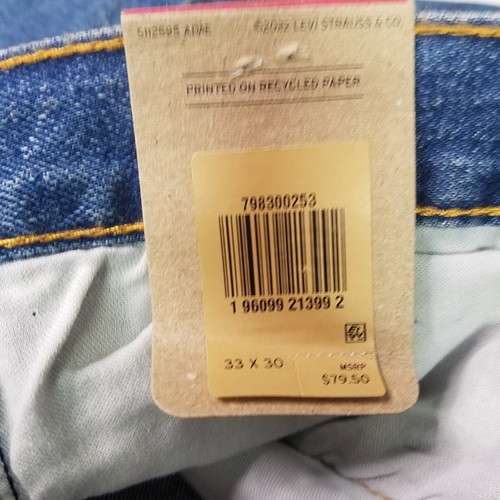 ©2022 LEVI STRAUSS & CO.
PRINTED ON RECYCLED PAPER
798300253
1 96099 21399 2
33 X 30
MSRP
$79.50